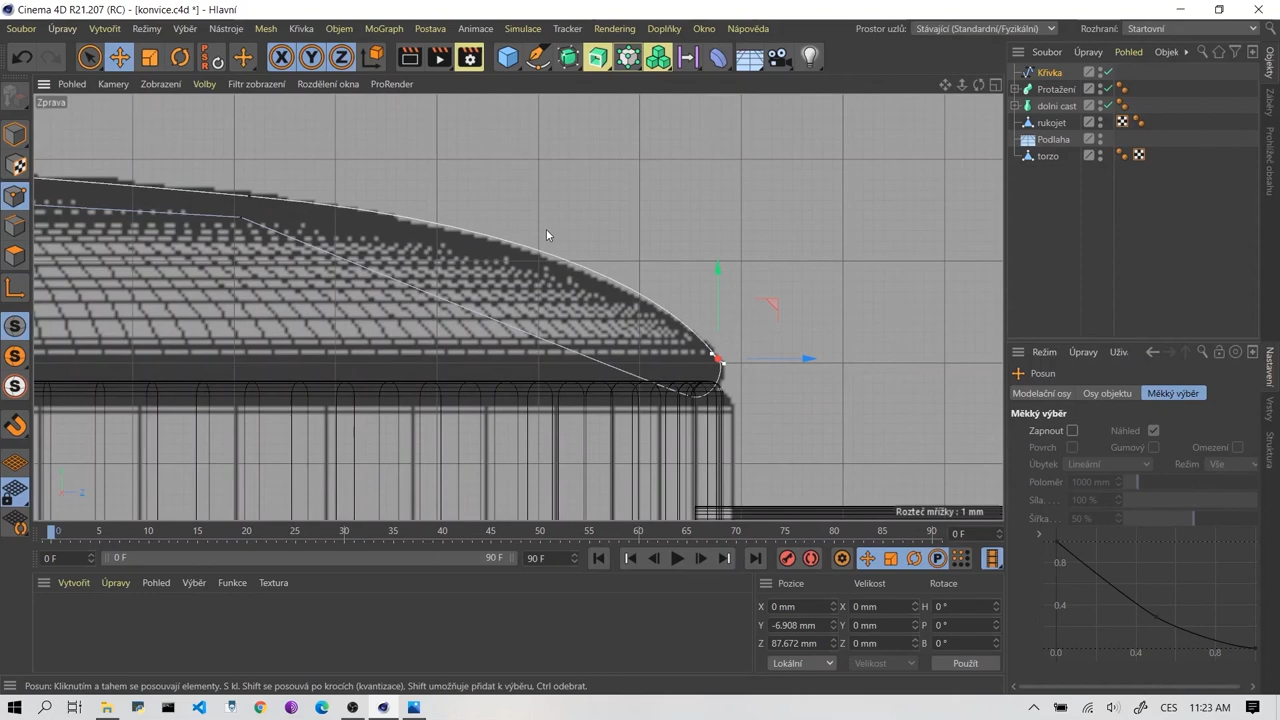 Cinema 4D R21.207 (RC) - [konvice.c4d *] - Hlavní
Soubor Úpravy Vytvořit Režimy Výběr Nástroje Mesh Křivka Objem MoGraph Postava Animace Simulace Tracker Rendering Doplňky Okno Nápověda Prostor uzlů: Stávající (Standardní/Fyzikální) Rozhraní: Startovní
X Y Z
PSR
Pohled Kamery Zobrazení Volby Filtr zobrazení Rozdělena okna ProRender
Soubor Úpravy Pohled Objek
Zprava
Křivka
Protažení
dolni cast
rukojet
Podlaha
torzo
Objekty
Záběry
Prohlížeč obsahu
Režim Úpravy Uživ.
Posun
Modelační osy Osy objektu Měkký výběr
Měkký výběr
Zapnout Náhled
Povrch Gumový Omezení
Úbytek Lineární Režim Vše
Poloměr 1000 mm
Síla. . . . 100 %
Šířka. . . 50 %
0.8
0.4
0.0 0.4 0.8
Nastavení
Vrstvy
Struktura
Y
Z
Rozteč mřížky : 1 mm
0 5 10 15 20 25 30 35 40 45 50 55 60 65 70 75 80 85 90 0 F
0 F 0 F 90 F 90 F
Vytvořit Úpravy Pohled Výběr Funkce Textura
Pozice Velikost Rotace
X 0 mm X 0 mm H 0 °
Y -6.908 mm Y 0 mm P 0 °
Z 87.672 mm Z 0 mm B 0 °
Lokální Velikost Použít
Posun: Kliknutím a tahem se posouvají elementy. S kl. Shift se posouvá po krocích (kvantizace), Shift umožňuje přidat k výběru, Ctrl odebrat.
CES 11:23 AM